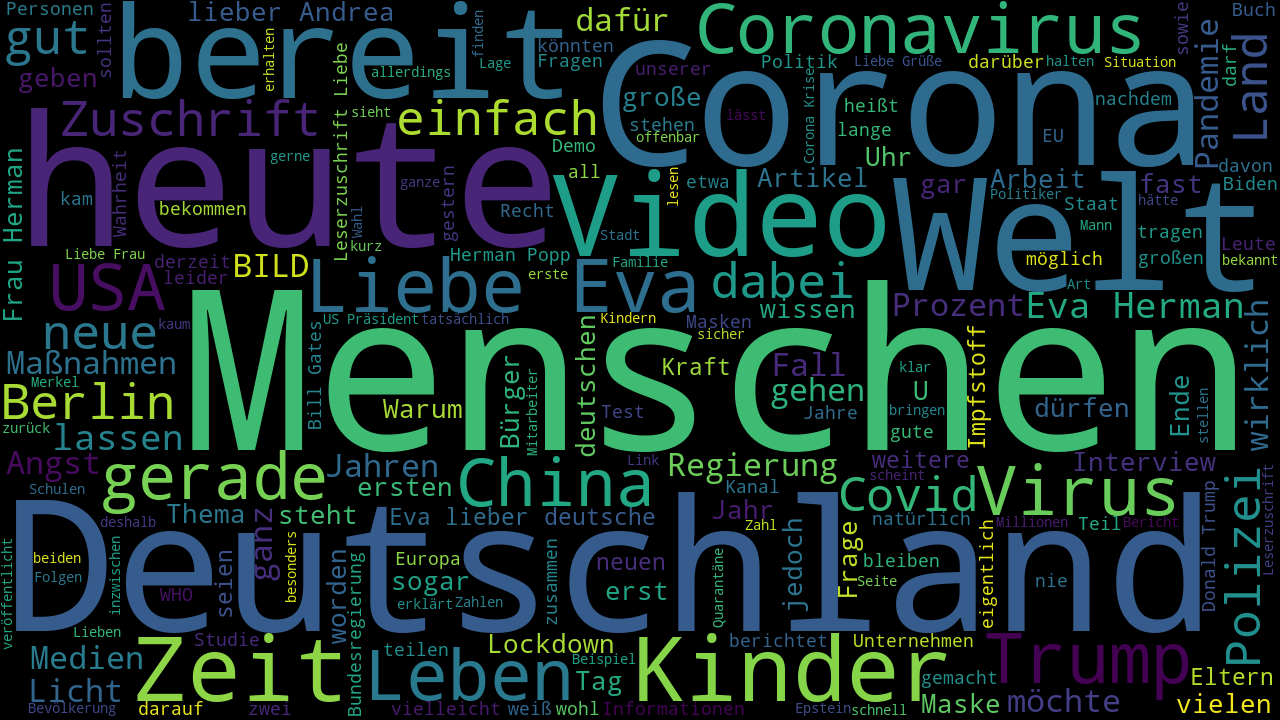 Personen
gut
geben
sollten
bereit
lieber Andrea
erhalten
allerdings
finden
Lage
dafür
könnten
Fragen
Coronavirus
unserer
Politik
Liebe Grüße
darüber
halten
Situation
sowie
Buch
darf
Land
Pandemie
Zuschrift
sieht
Leserzuschrift Liebe
einfach
große
stehen
offenbar
lässt
Corona Krise
heißt
lange
nachdem
Corona
EU
heute
Wahrheit
kam
bekommen
gerne
ganze
gestern
Wahl
kurz
Demo
all
Recht
Video
Stadt
lesen
etwa
Artikel
Uhr
gar
Arbeit
Politiker
Staat
Mann
fast
hätte
davon
Biden
tragen
großen
möglich
Welt
Leute
bekannt
Art
Frau Herman
Liebe Frau
derzeit
leider
BILD
USA
Herman Popp
erste
Familie
Liebe
Eva
dabei
wissen
Prozent
Eva Herman
neue
kaum
Maßnahmen
Merkel
Berlin
zurück
lassen
US Präsident
tatsächlich
Bill Gates
Kindern
Masken
sicher
Menschen
Warum
Bürger
Mitarbeiter
deutschen
Kraft
Test
Fall
gehen
Jahre
klar
U
bringen
gute
Impfstoff
dürfen
Ende
stellen
wirklich
Angst
gerade
Jahren
ersten
China
Link
Regierung
Kanal
weitere
scheint
Interview
Covid
Virus
Polizei
Schulen
deshalb
Thema
ganz
steht
Eva lieber
deutsche
Jahr
Zahl
natürlich
Millionen
Teil
Bericht
Donald Trump
Leserzuschrift
veröffentlicht
beiden
Folgen
inzwischen
WHO
seien
besonders
worden
Bundesregierung
Europa
sogar
erklärt
Zahlen
zusammen
neuen
erst
Quarantäne
jedoch
Frage
bleiben
Seite
eigentlich
nie
Deutschland
Lieben
Medien
Licht
Bevölkerung
darauf
Studie
Zeit
zwei
teilen
Leben
vielleicht
weiß
wohl
Lockdown
Beispiel
Tag
Informationen
berichtet
Kinder
Epstein
schnell
Unternehmen
gemacht
Maske
Trump
möchte
Eltern
vielen